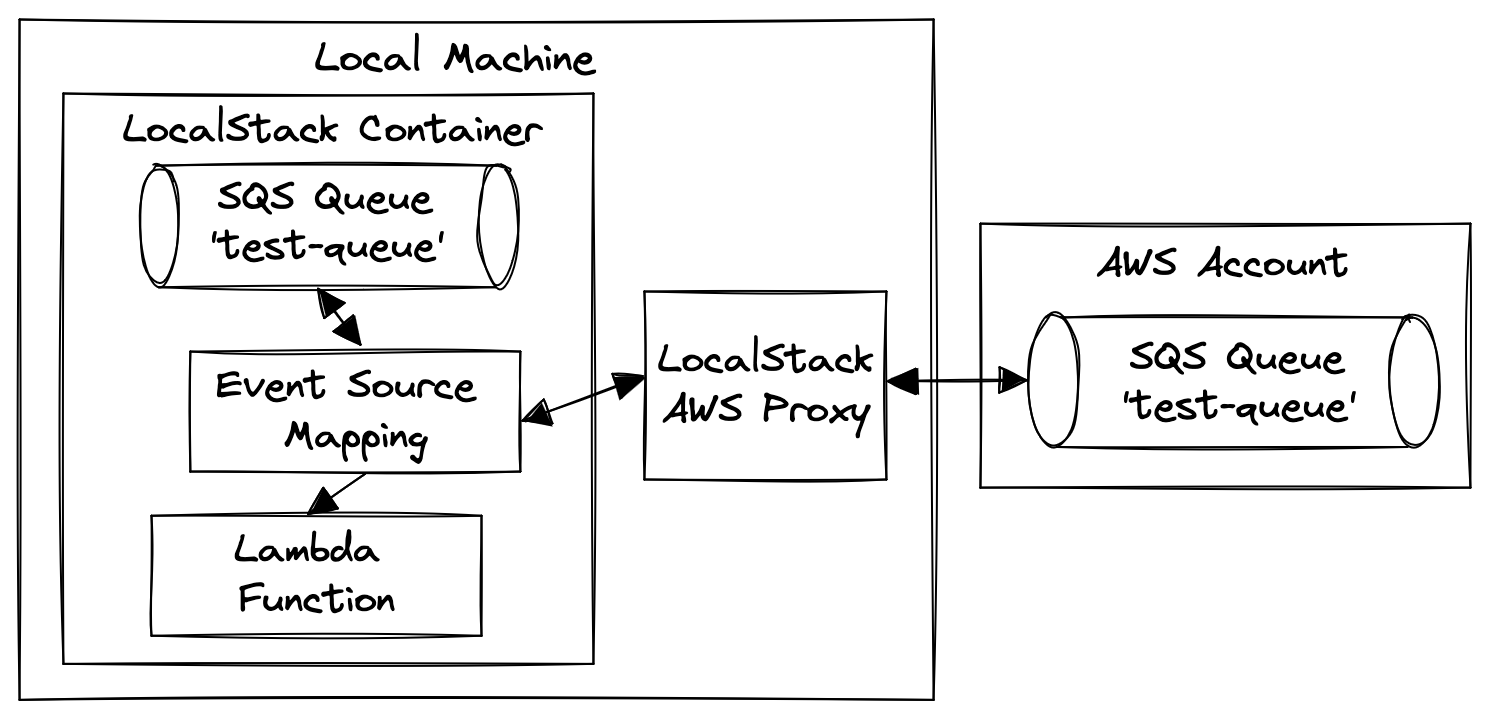 Local Machine
LocalStack Container
SQS Queue
'test-queue'
Event Source
Mapping
Lambda
Function
LocalStack
AWS Proxy
AWS Account
SQS Queue
'test-queue'